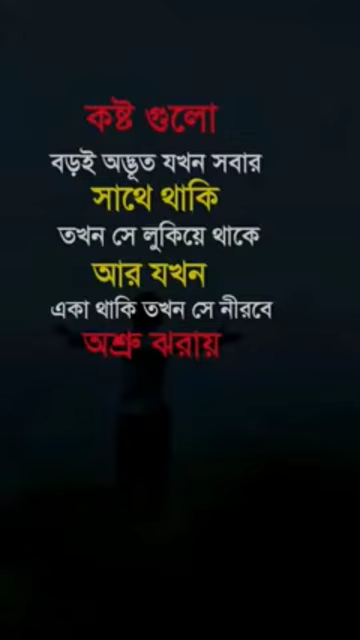 কষ্ট গুলো
বড়ই অদ্ভূত যখন সবার
সাথে থাকি
তখন সে লুকিয়ে থাকে
আর যখন
একা থাকি তখন সে নীরবে
অশ্রু ঝরায়